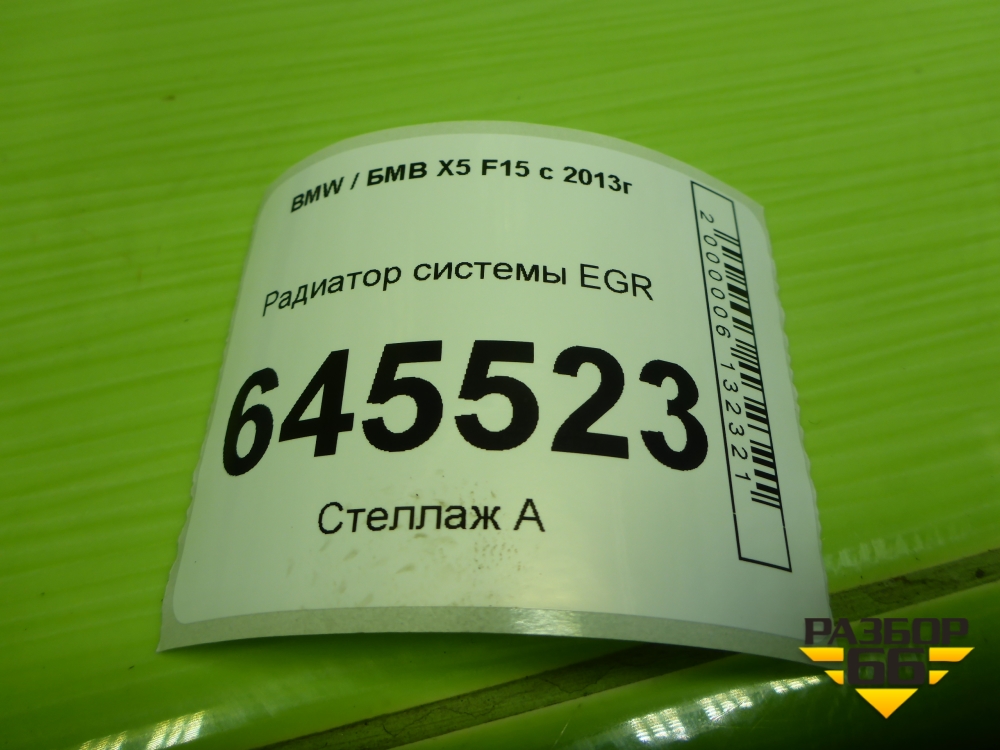 BMW / БМВ X5 F15 с 2013г
Радиатор системы EGR
645523
Стеллаж А
2000006132321
РАЗБОР
66